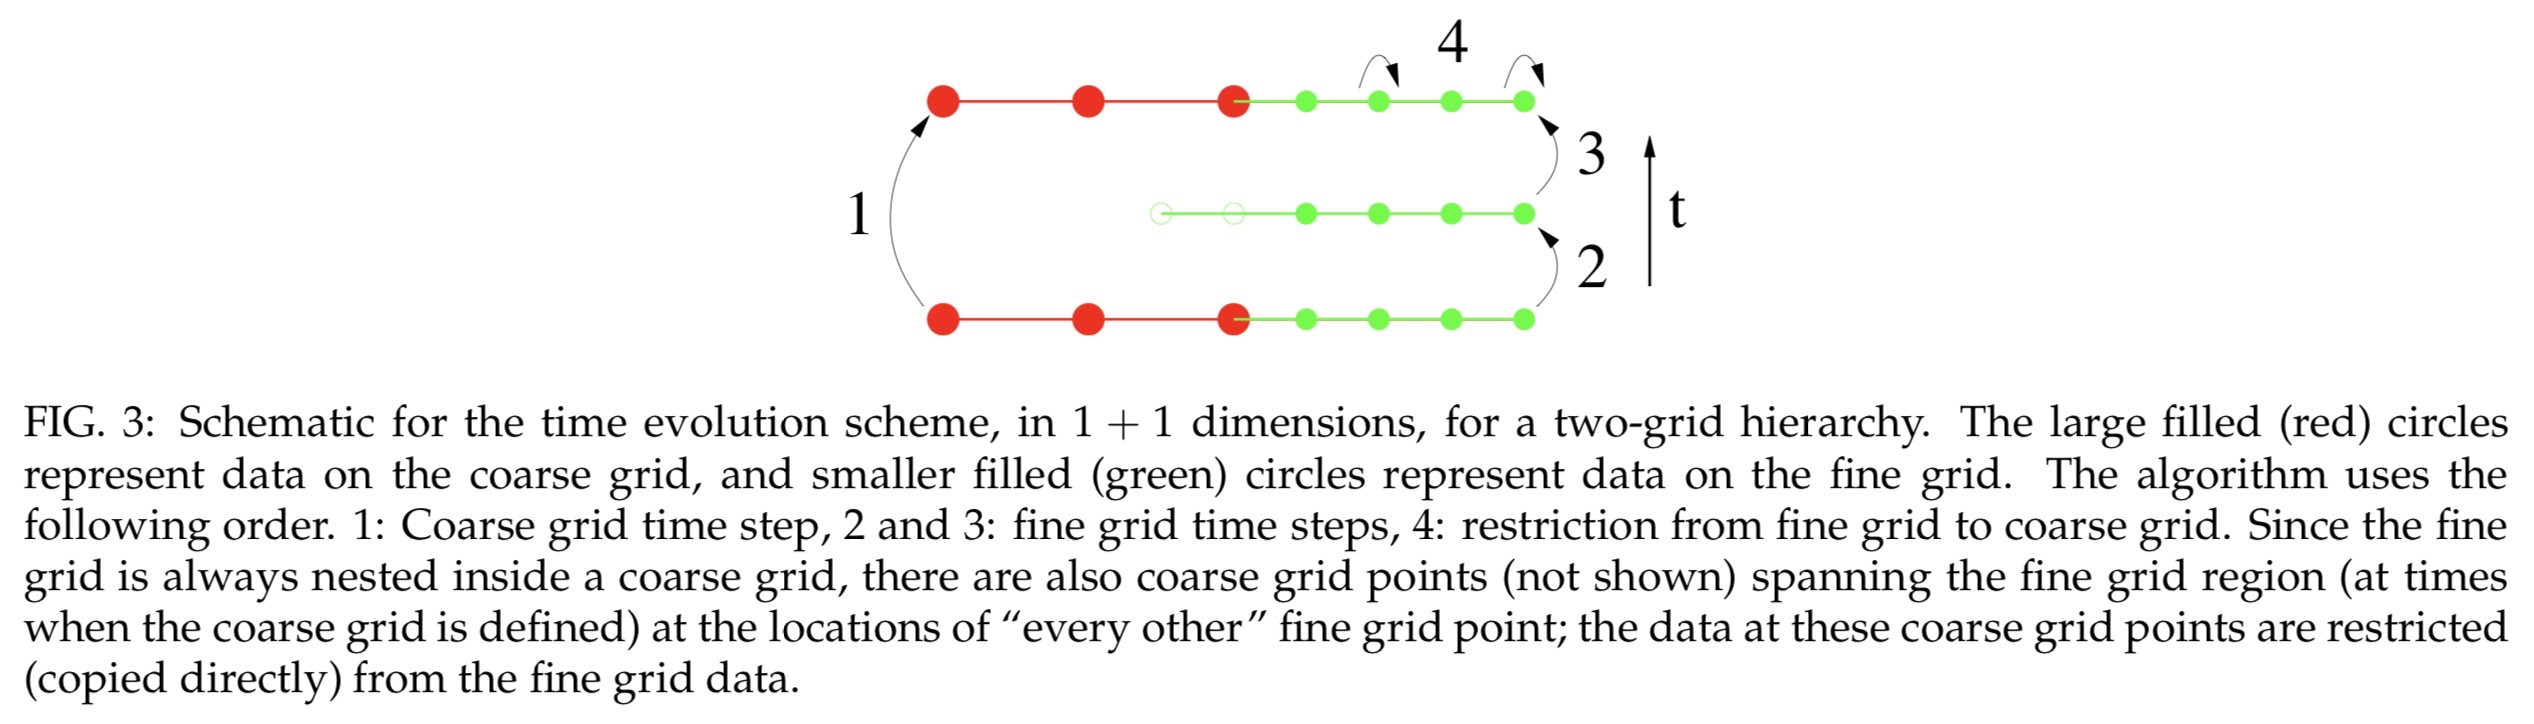 4
3
1
t
2
FIG. 3: Schematic for the time evolution scheme, in 1 + 1 dimensions, for a two-grid hierarchy. The large filled (red) circles
represent data on the coarse grid, and smaller filled (green) circles represent data on the fine grid. The algorithm uses the
following order. 1: Coarse grid time step, 2 and 3: fine grid time steps, 4: restriction from fine grid to coarse grid. Since the fine
grid is always nested inside a coarse grid, there are also coarse grid points (not shown) spanning the fine grid region (at times
when the coarse grid is defined) at the locations of “every other” fine grid point; the data at these coarse grid points are restricted
(copied directly) from the fine grid data.